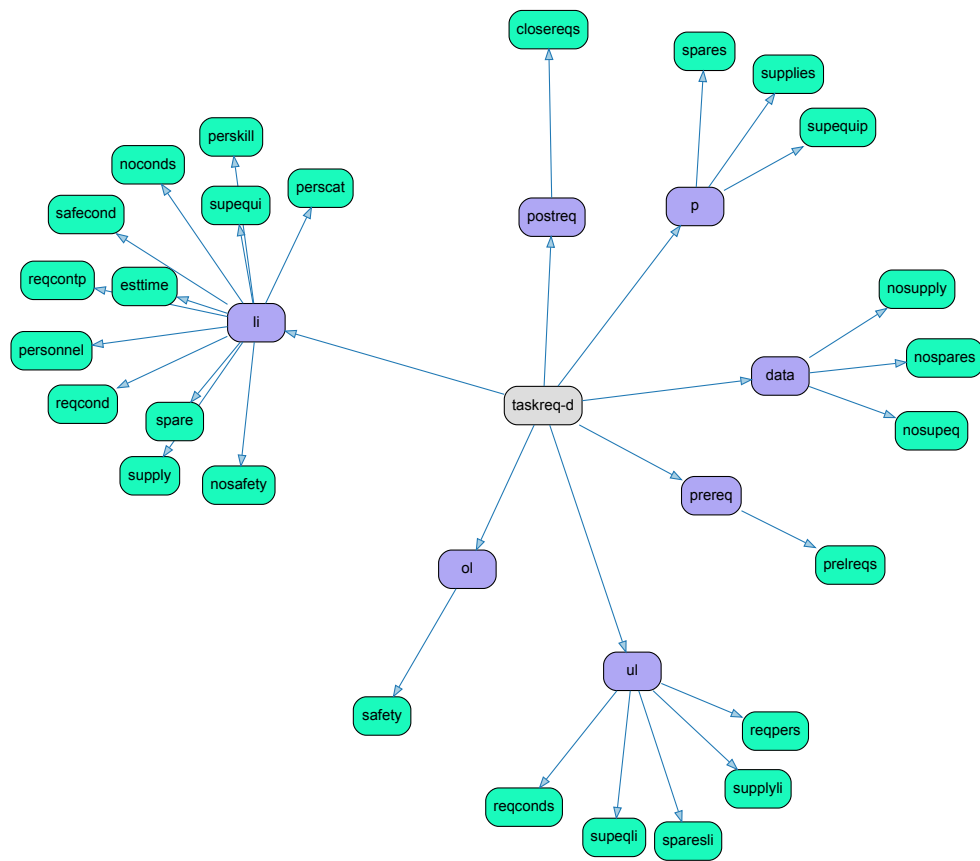 closereqs
spares
supplies
supequip
perskill
noconds
perscat
supequi
safecond
p
postreq
reqcontp
esttime
nosupply
li
personnel
nospares
data
reqcond
taskreq-d
spare
nosupeq
supply
nosafety
prereq
prelreqs
ol
ul
safety
reqpers
supplyli
reqconds
supeqli
sparesli